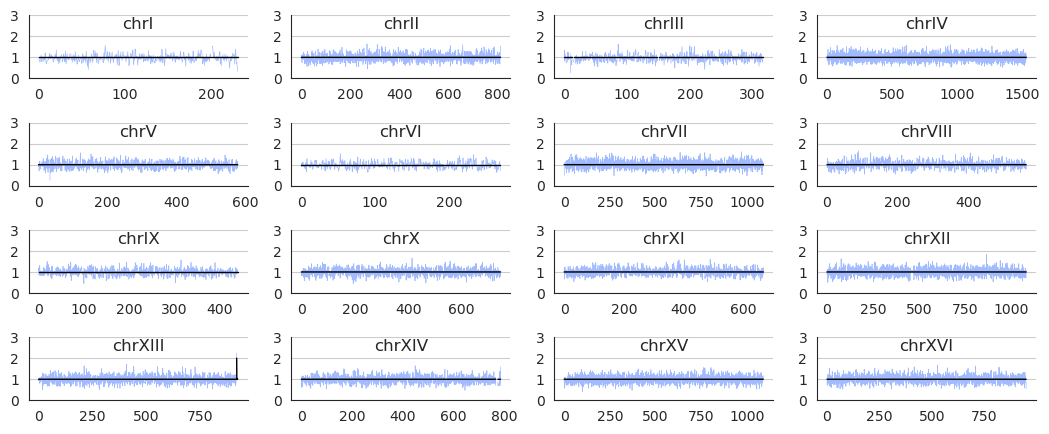 3 chrI 3 chrII 3 chrIII 3 chrIV
2 2 2 2
1 1 1 1
0 0 0 0
0 100 200 0 200 400 600 800 0 100 200 300 0 500 1000 1500
3 chrV 3 chrVI 3 chrVII 3 chrVIII
2 2 2 2
1 1 1 1
0 0 0 0
0 200 400 600 0 100 200 0 250 500 750 1000 0 200 400
3 chrIX 3 chrX 3 chrXI 3 chrXII
2 2 2 2
1 1 1 1
0 0 0 0
0 100 200 300 400 0 200 400 600 0 200 400 600 0 250 500 750 1000
3 chrXIII 3 chrXIV 3 chrXV 3 chrXVI
2 2 2 2
1 1 1 1
0 0 0 0
0 250 500 750 0 200 400 600 800 0 250 500 750 1000 0 250 500 750